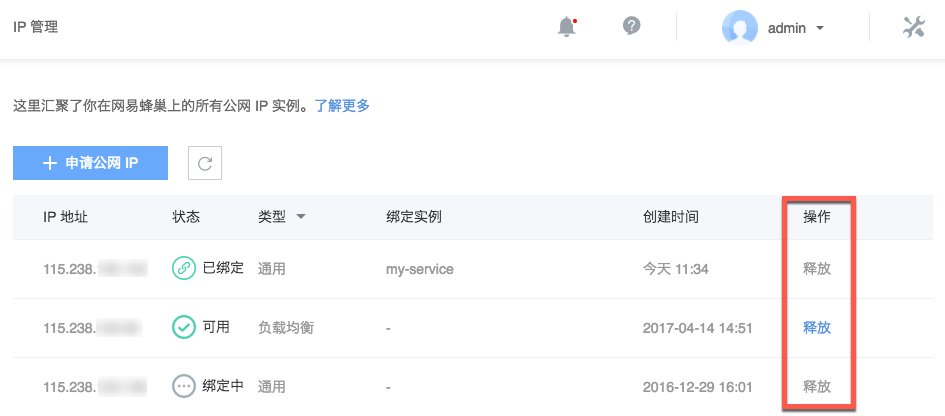 IP 管理
admin
这里汇聚了你在网易蜂巢上的所有公网 IP 实例。了解更多
申请公网 IP
IP 地址 状态 类型 绑定实例 创建时间 操作
115.238. 已绑定 通用 my-service 今天 11:34 释放
115.238. 可用 负载均衡 - 2017-04-14 14:51 释放
115.238. 绑定中 通用 - 2016-12-29 16:01 释放